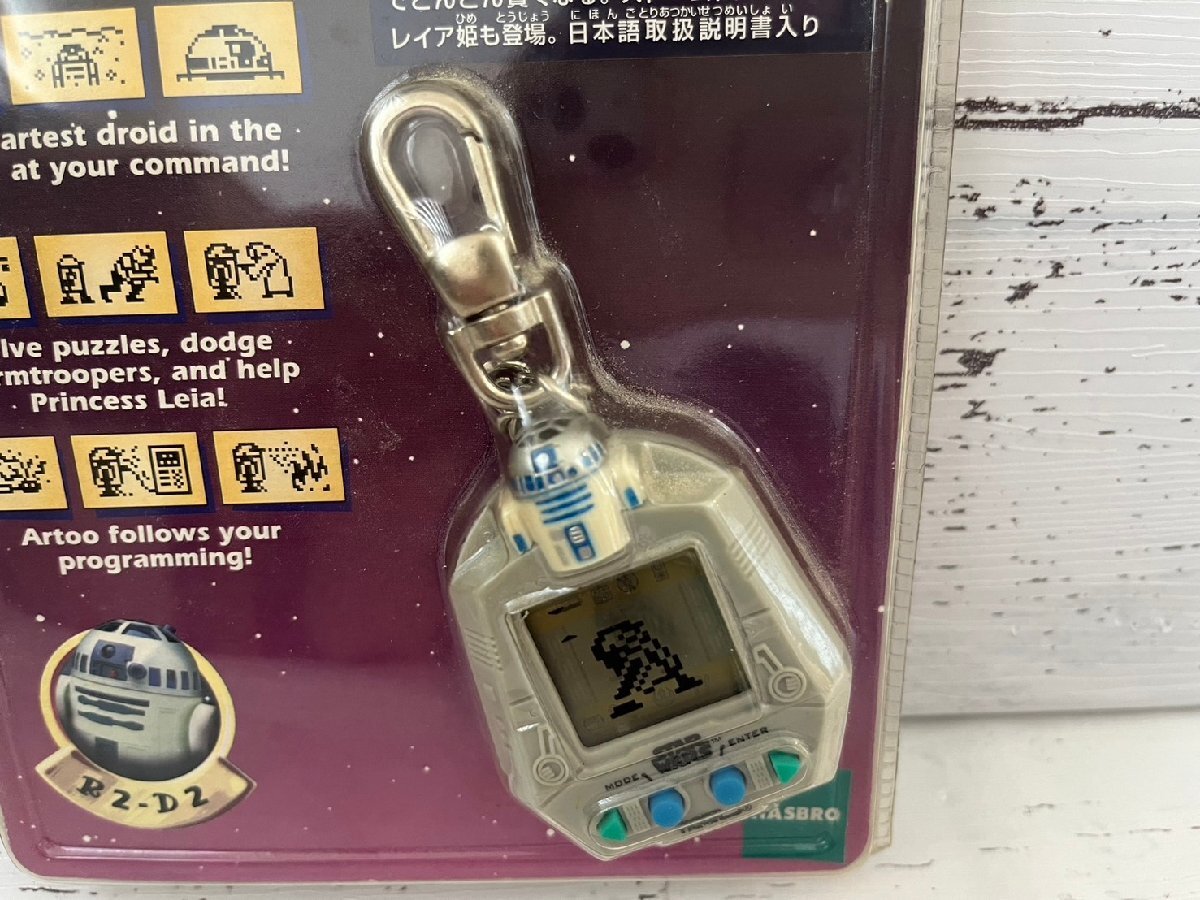 レイア姫も登場。日本語取扱説明書入り
artest droid in the
at your command!
lve puzzles, dodge
rmtroopers, and help
Princess Leia!
Artoo follows your
programming!
R2-D2
STAR WARS™
MODE
ENTER
HASBRO